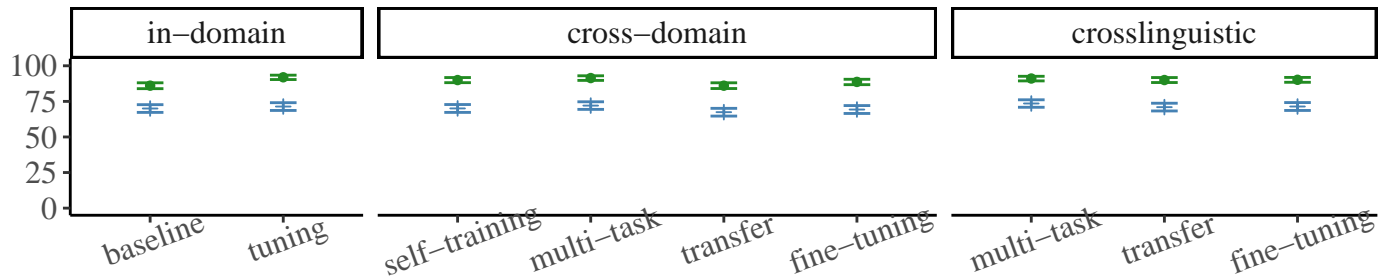 in−domain
cross−domain
crosslinguistic
100
75
50
25
0
baseline
tuning
self−training
multi−task
transfer
fine−tuning
multi−task
transfer
fine−tuning